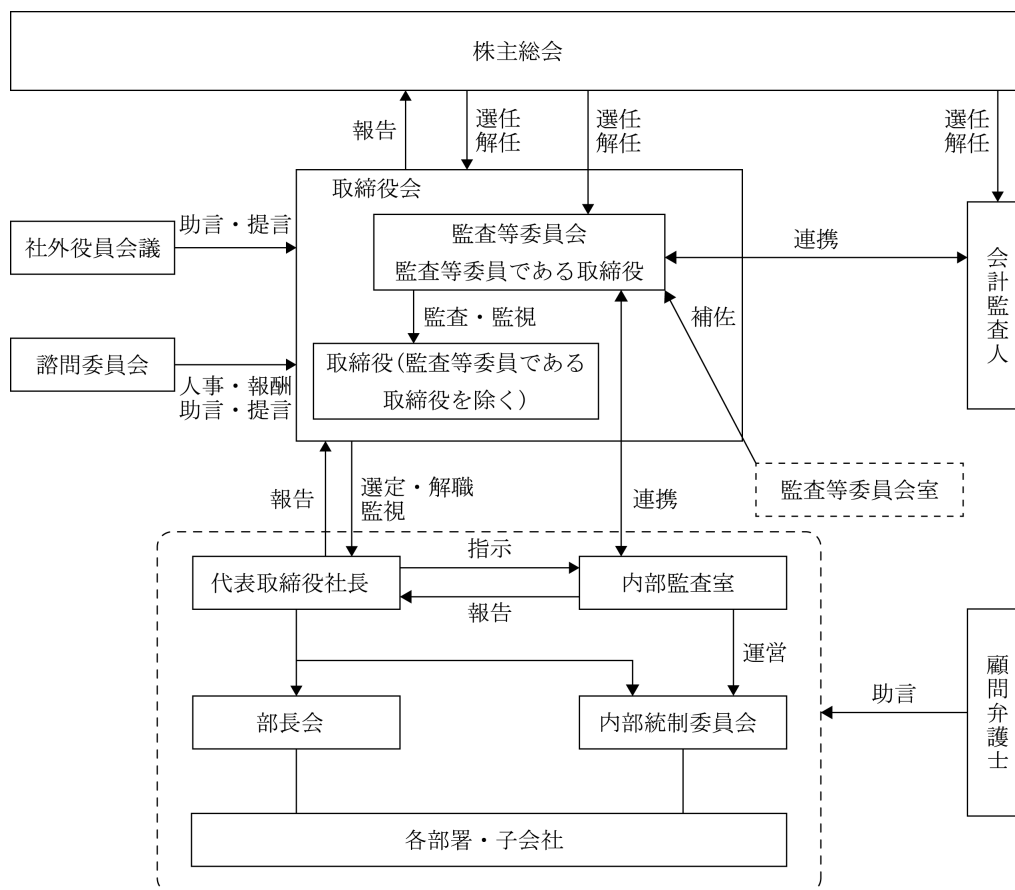 株主総会
報告
選任
解任
選任
解任
選任
解任
取締役会
社外役員会議
助言・提言
監査等委員会
監査等委員である取締役
連携
会計監査人
監査・監視
補佐
諮問委員会
人事・報酬
助言・提言
取締役(監査等委員である
取締役を除く)
監査等委員会室
報告
選定・解職
監視
連携
代表取締役社長
指示
報告
内部監査室
運営
部長会
内部統制委員会
助言
顧問弁護士
各部署・子会社